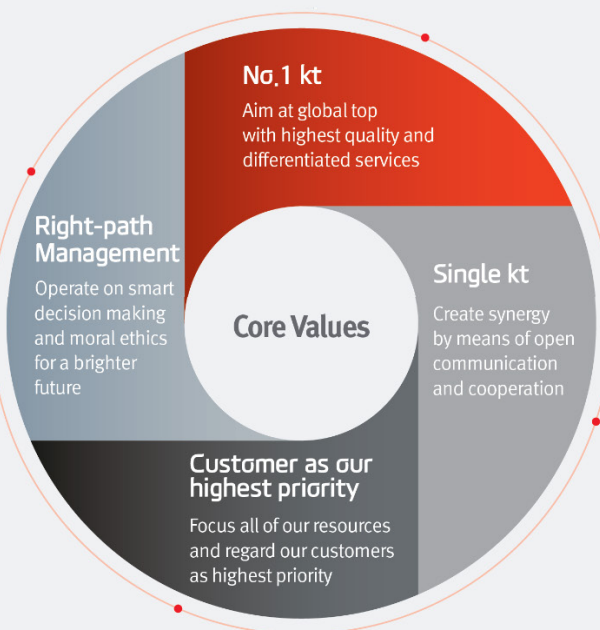 No.1 kt
Aim at global top
with highest quality and
differentiated services
Single kt
Create synergy
by means of open
communication
and cooperation
Customer as our
highest priority
Focus all of our resources
and regard our customers
as highest priority
Right-path
Management
Operate on smart
decision making
and moral ethics
for a brighter
future
Core Values